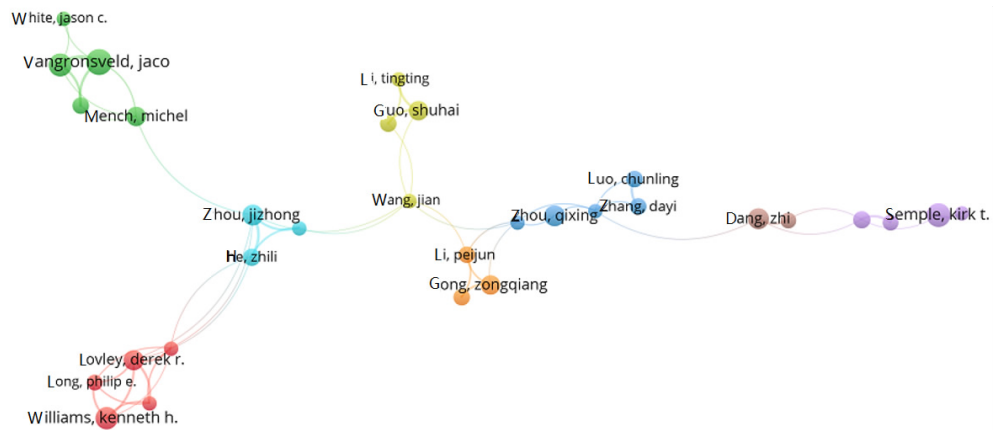 White, jason c.
Vangronsveld, jaco
Mench, michel
Li, tingting
Guo, shuhai
Wang, jian
Zhou, jizhong
He, zhili
Luo, chunling
Zhang, dayi
Zhou, qixing
Dang, zhi
Semple, kirk t.
Li, peijun
Gong, zongqiang
Lovley, derek r.
Long, philip e.
Williams, kenneth h.